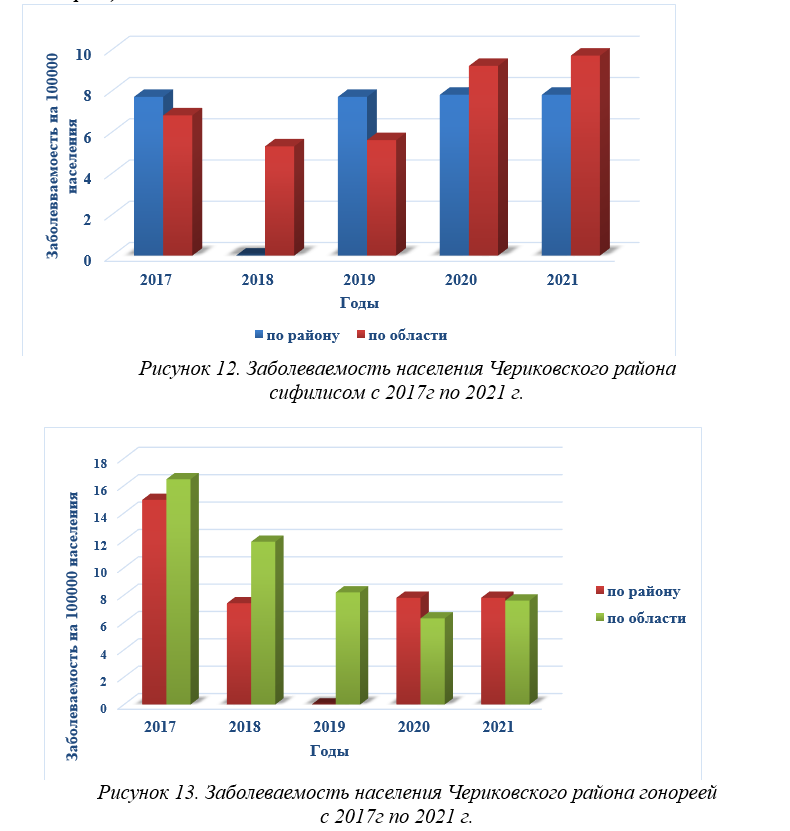 Заболевваемоесть на 100000
населения
10
8
6
4
2
0
2017 2018 2019 2020 2021
Годы
по району по области
Рисунок 12. Заболеваемость населения Чериковского района
сифилисом с 2017г по 2021 г.
Заболеваемость на 100000 населения
18
16
14
12
10
8
6
4
2
0
2017 2018 2019 2020 2021
Годы
по району
по области
Рисунок 13. Заболеваемость населения Чериковского района гонореей
с 2017г по 2021 г.